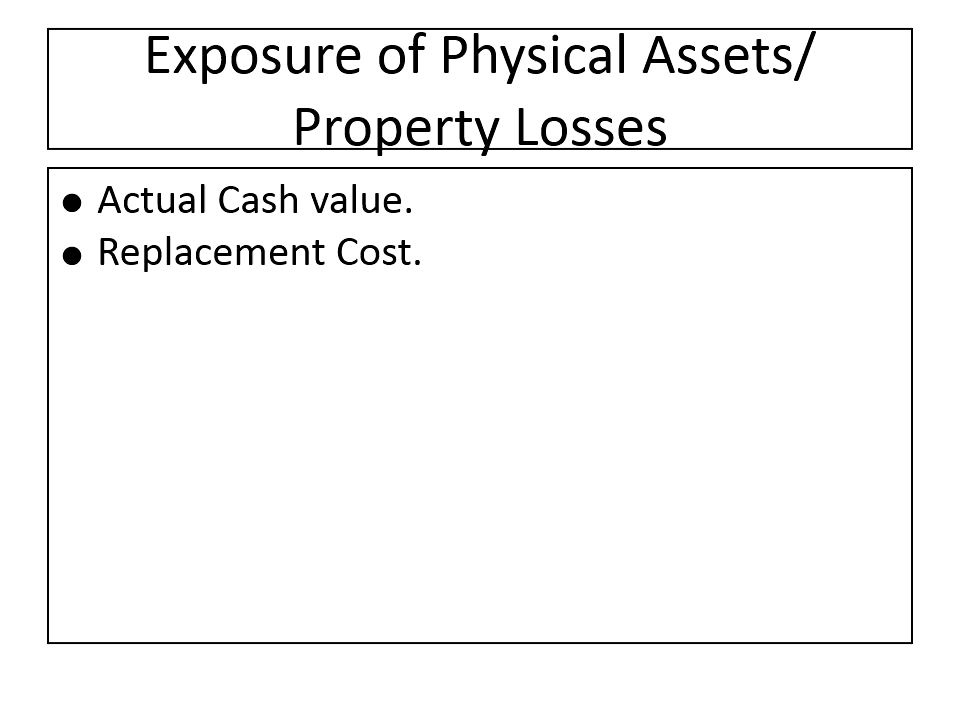 Exposure of Physical Assets/
Property Losses
● Actual Cash value.
● Replacement Cost.